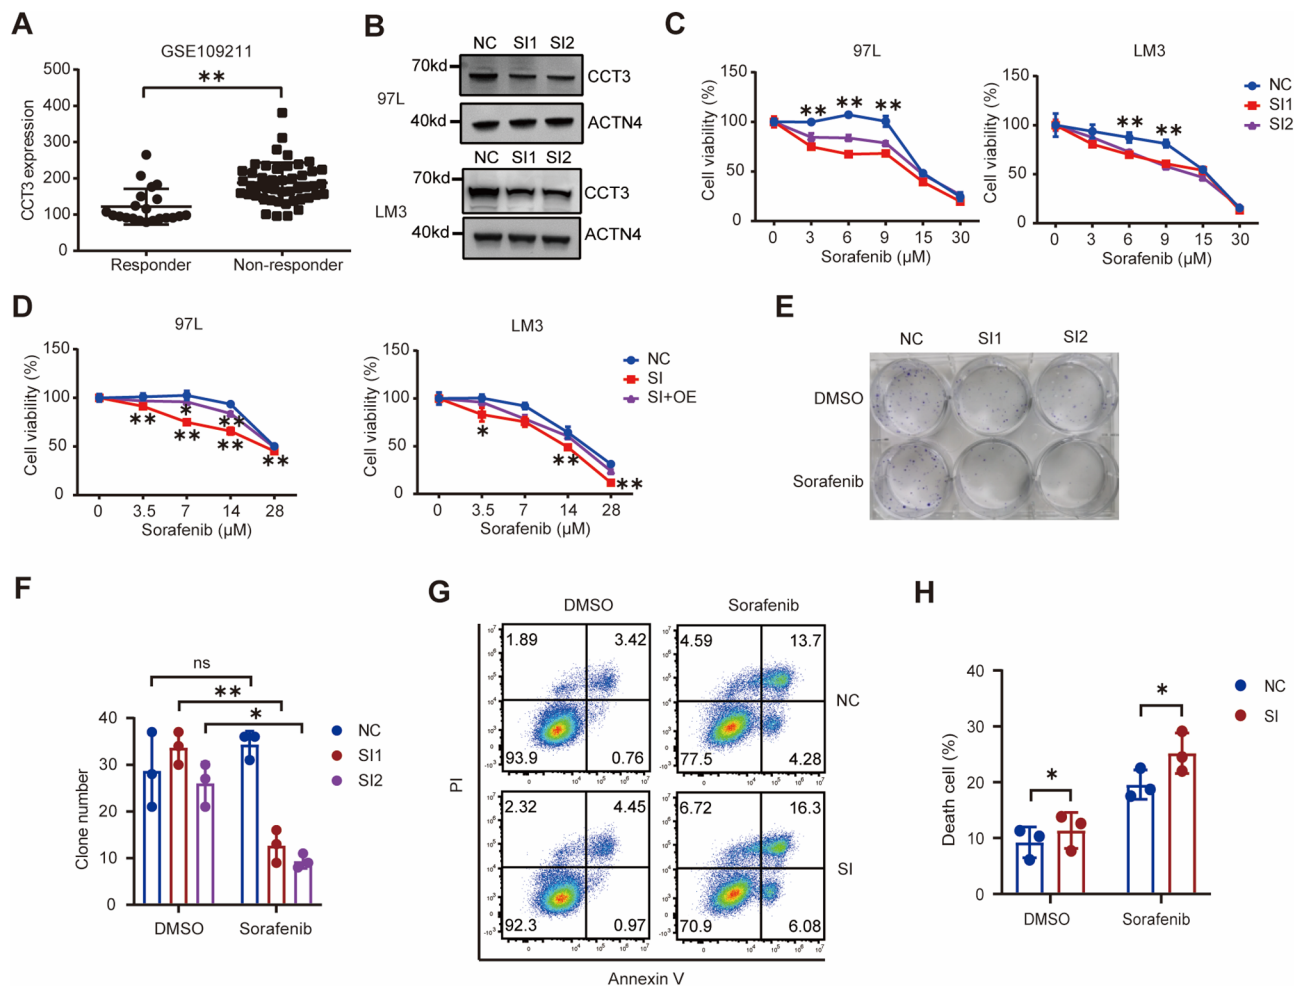 A
GSE109211
**
500
400
300
200
100
0
CCT3 expression
Responder
Non-responder
B
NC SI1 SI2
97L
70kd
CCT3
40kd
ACTN4
NC SI1 SI2
LM3
70kd
CCT3
40kd
ACTN4
C
97L
150
100
50
0
Cell viability (%)
** ** **
0 3 6 9 15 30
Sorafenib (μM)
LM3
150
100
50
0
Cell viability (%)
** **
0 3 6 9 15 30
Sorafenib (μM)
NC
SI1
SI2
D
97L
150
100
50
0
Cell viability (%)
** * ** ** ** **
0 3.5 7 14 28
Sorafenib (μM)
LM3
150
100
50
0
Cell viability (%)
* ** **
0 3.5 7 14 28
Sorafenib (μM)
NC
SI
SI+OE
E
NC SI1 SI2
DMSO
Sorafenib
F
ns
**
*
40
30
20
10
0
Clone number
DMSO Sorafenib
NC
SI1
SI2
G
DMSO Sorafenib
PI
1.89 3.42
93.9 0.76
4.59 13.7
77.5 4.28
NC
2.32 4.45
92.3 0.97
6.72 16.3
70.9 6.08
SI
Annexin V
H
40
30
20
10
0
Death cell (%)
*
*
DMSO Sorafenib
NC
SI